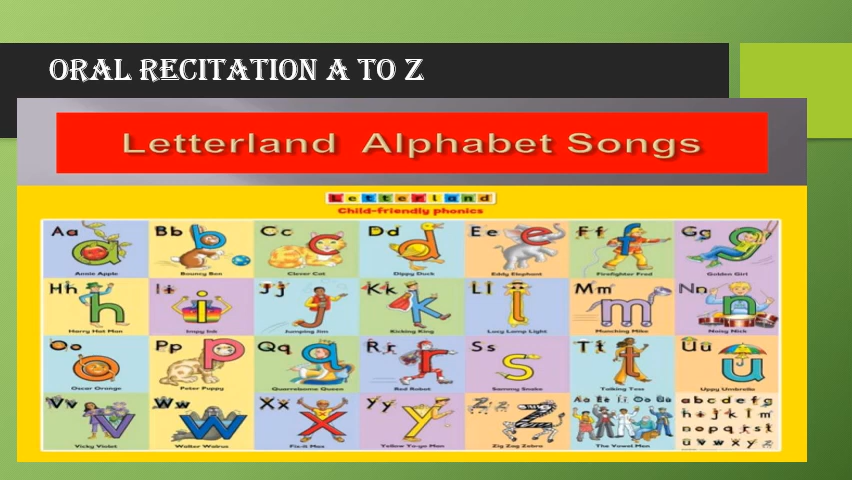 ORAL RECITATION A TO Z
Letterland Alphabet Songs
Letterland
Child-friendly phonics
Aa Bb Cc Dd Ee Ff Gg
Annie Apple Bouncy Ben Clever Cat Dippy Duck Eddy Elephant Firefighter Fred Golden Girl
Hh Ii Jj Kk Ll Mm Nn
Harry Hat Man Impy Ink Jumping Jim Kicking King Lucy Lamp Light Munching Mike Noisy Nick
Oo Pp Qq Rr Ss Tt Uu
Oscar Orange Peter Puppy Quarrelsome Queen Red Robot Sammy Snake Talking Tess Uppy Umbrella
Vv Ww Xx Yy Zz Aa Ee Ii Oo Uu a b c d e f g
h i j k l m
n o p q r s t
u v w x y z
Vicky Violet Walter Walrus Fix-it Max Yellow Yo-yo Man Zig Zag Zebra The Vowel Men